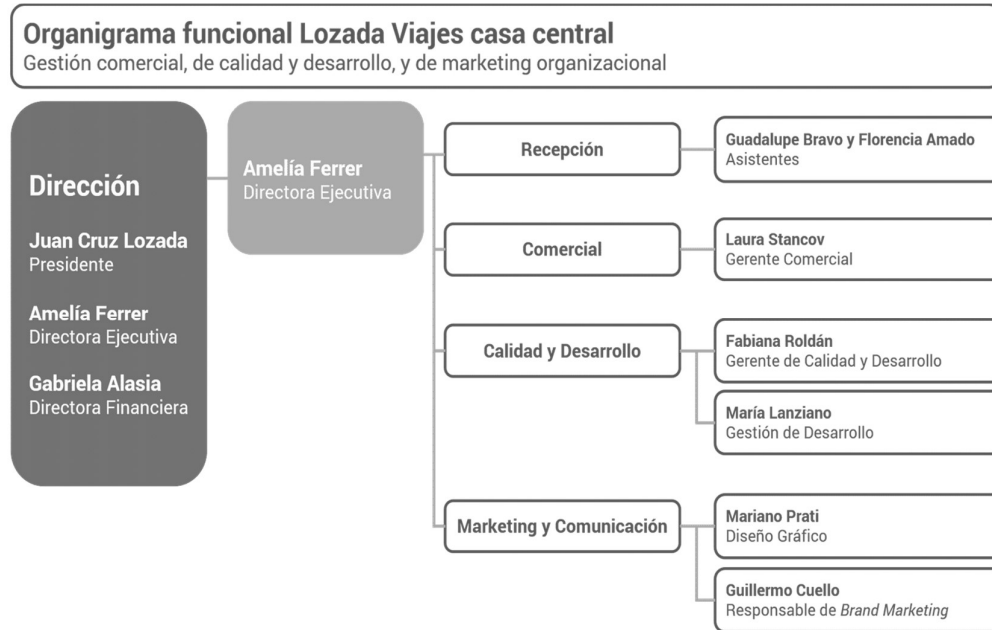 Organigrama funcional Lozada Viajes casa central
Gestión comercial, de calidad y desarrollo, y de marketing organizacional
Dirección
Juan Cruz Lozada
Presidente
Amelía Ferrer
Directora Ejecutiva
Gabriela Alasia
Directora Financiera
Amelía Ferrer
Directora Ejecutiva
Recepción
Guadalupe Bravo y Florencia Amado
Asistentes
Comercial
Laura Stancov
Gerente Comercial
Calidad y Desarrollo
Fabiana Roldán
Gerente de Calidad y Desarrollo
María Lanziano
Gestión de Desarrollo
Marketing y Comunicación
Mariano Prati
Diseño Gráfico
Guillermo Cuello
Responsable de Brand Marketing